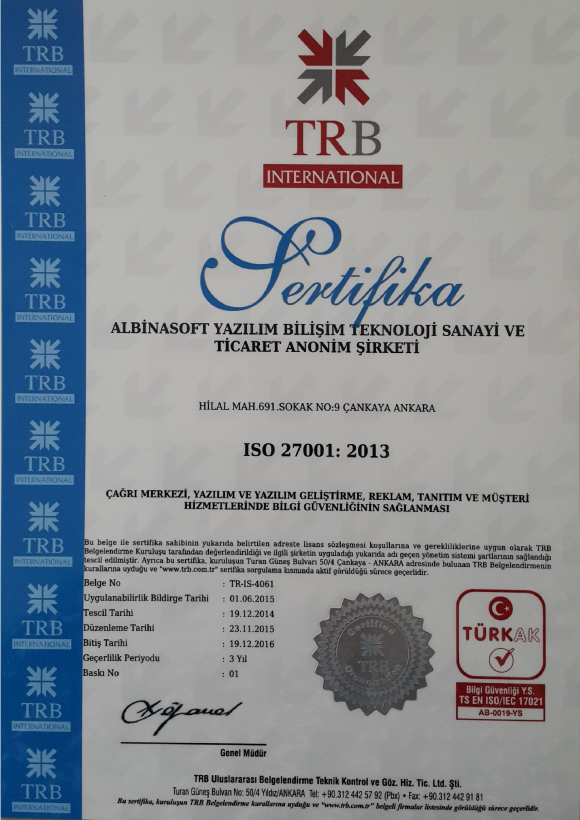 TRB
INTERNATIONAL
TRB
INTERNATIONAL
TRB
INTERNATIONAL
TRB
INTERNATIONAL
TRB
INTERNATIONAL
TRB
INTERNATIONAL
TRB
INTERNATIONAL
TRB
INTERNATIONAL
TRB
INTERNATIONAL
TRB
INTERNATIONAL
TRB
INTERNATIONAL
Sertifika
ALBİNASOFT YAZILIM BİLİŞİM TEKNOLOJİ SANAYİ VE
TİCARET ANONİM ŞİRKETİ
HİLAL MAH.691.SOKAK NO:9 ÇANKAYA ANKARA
ISO 27001: 2013
ÇAĞRI MERKEZİ, YAZILIM VE YAZILIM GELİŞTİRME, REKLAM, TANITIM VE MÜŞTERİ
HİZMETLERİNDE BİLGİ GÜVENLİĞİNİN SAĞLANMASI
Bu belge ile sertifika sahibinin yukarıda belirtilen adreste lisans sözleşmesi koşullarına ve gerekliliklerine uygun olarak TRB
Belgelendirme Kuruluşu tarafından değerlendirildiği ve ilgili şirketin uyguladığı yukarıda adı geçen yönetim sistemi şartlarının sağlandığı
tescil edilmiştir. Ayrıca bu sertifika, kuruluşun Turan Güneş Bulvarı 50/4 Çankaya - ANKARA adresinde bulunan TRB Belgelendirmenin
kurallarına uyduğu ve "www.trb.com.tr" serifika sorgulama kısmında aktif görüldüğü sürece geçerlidir.
Belge No : TR-IS-4061
Uygulanabilirlik Bildirge Tarihi : 01.06.2015
Tescil Tarihi : 19.12.2014
Düzenleme Tarihi : 23.11.2015
Bitiş Tarihi : 19.12.2016
Geçerlilik Periyodu : 3 Yıl
Baskı No : 01
Certified
TRB
Organization
TÜRKAK
Bilgi Güvenliği Y.S.
TS EN ISO/IEC 17021
AB-0019-YS
Genel Müdür
TRB Uluslararası Belgelendirme Teknik Kontrol ve Göz. Hiz. Tic. Ltd. Şti.
Turan Güneş Bulvarı No: 50/4 Yıldız/ANKARA Tel: +90.312 442 57 92 (Pbx) • Fax: +90.312 442 91 81
Bu sertifika, kuruluşun TRB Belgelendirme kurallarına uyduğu ve "www.trb.com.tr" belgeli firmalar listesinde görüldüğü sürece geçerlidir.